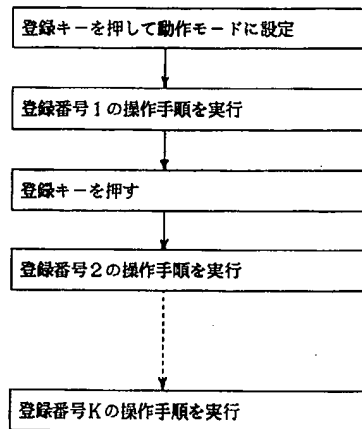 登録キーを押して動作モードに設定
登録番号1の操作手順を実行
登録キーを押す
登録番号2の操作手順を実行
登録番号Kの操作手順を実行